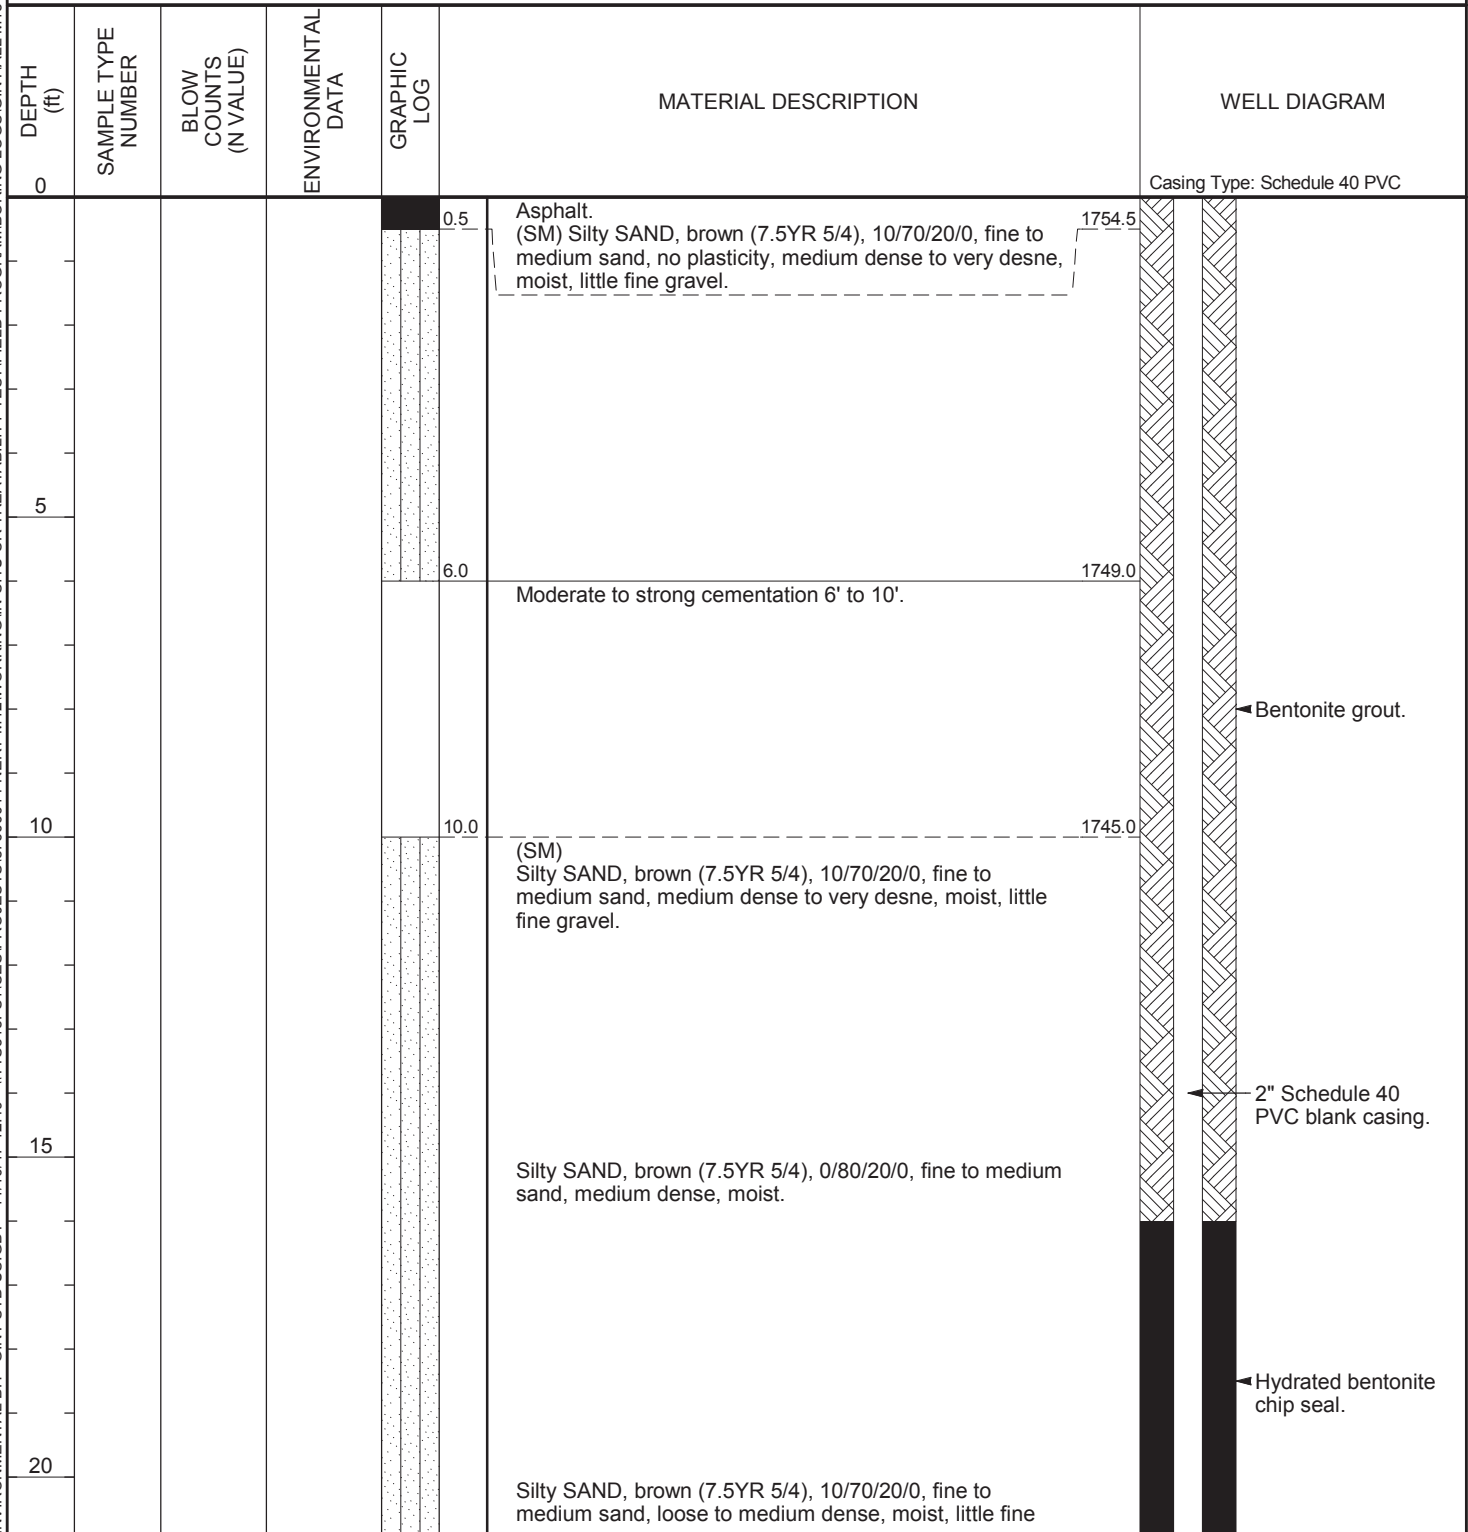 DEPTH
(ft)
SAMPLE TYPE
NUMBER
BLOW
COUNTS
(N VALUE)
ENVIRONMENTAL
DATA
GRAPHIC
LOG
MATERIAL DESCRIPTION
WELL DIAGRAM
0
Casing Type: Schedule 40 PVC
0.5
Asphalt.
1754.5
(SM) Silty SAND, brown (7.5YR 5/4), 10/70/20/0, fine to
medium sand, no plasticity, medium dense to very desne,
moist, little fine gravel.
5
6.0
1749.0
Moderate to strong cementation 6' to 10'.
Bentonite grout.
10
10.0
1745.0
(SM)
Silty SAND, brown (7.5YR 5/4), 10/70/20/0, fine to
medium sand, medium dense to very desne, moist, little
fine gravel.
2" Schedule 40
PVC blank casing.
15
Silty SAND, brown (7.5YR 5/4), 0/80/20/0, fine to medium
sand, medium dense, moist.
Hydrated bentonite
chip seal.
20
Silty SAND, brown (7.5YR 5/4), 10/70/20/0, fine to
medium sand, loose to medium dense, moist, little fine